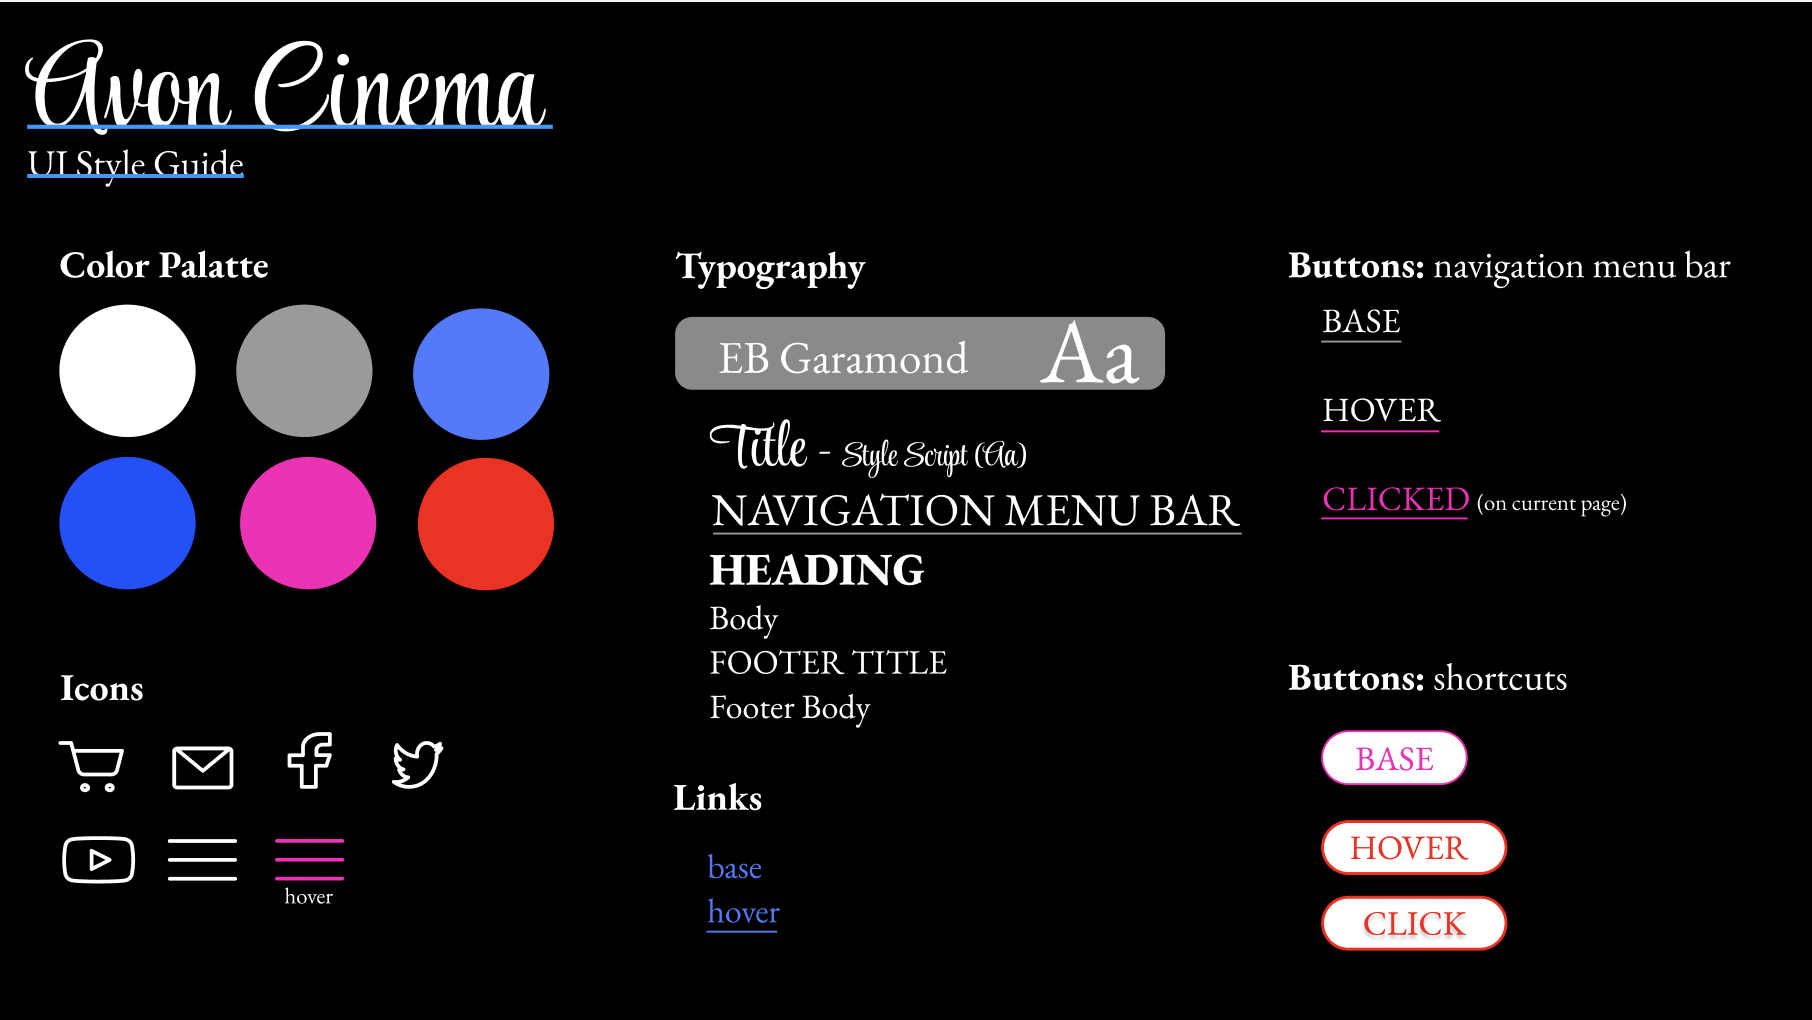 Avon Cinema
UI Style Guide
Color Palatte
Icons
hover
Typography
EB Garamond Aa
Title - Style Script (Aa)
NAVIGATION MENU BAR
HEADING
Body
FOOTER TITLE
Footer Body
Links
base
hover
Buttons: navigation menu bar
BASE
HOVER
CLICKED (on current page)
Buttons: shortcuts
BASE
HOVER
CLICK